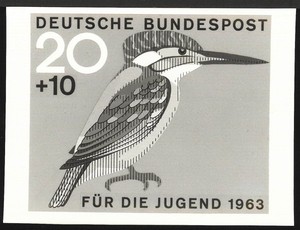 DEUTSCHE BUNDESPOST
20
+10
FÜR DIE JUGEND 1963